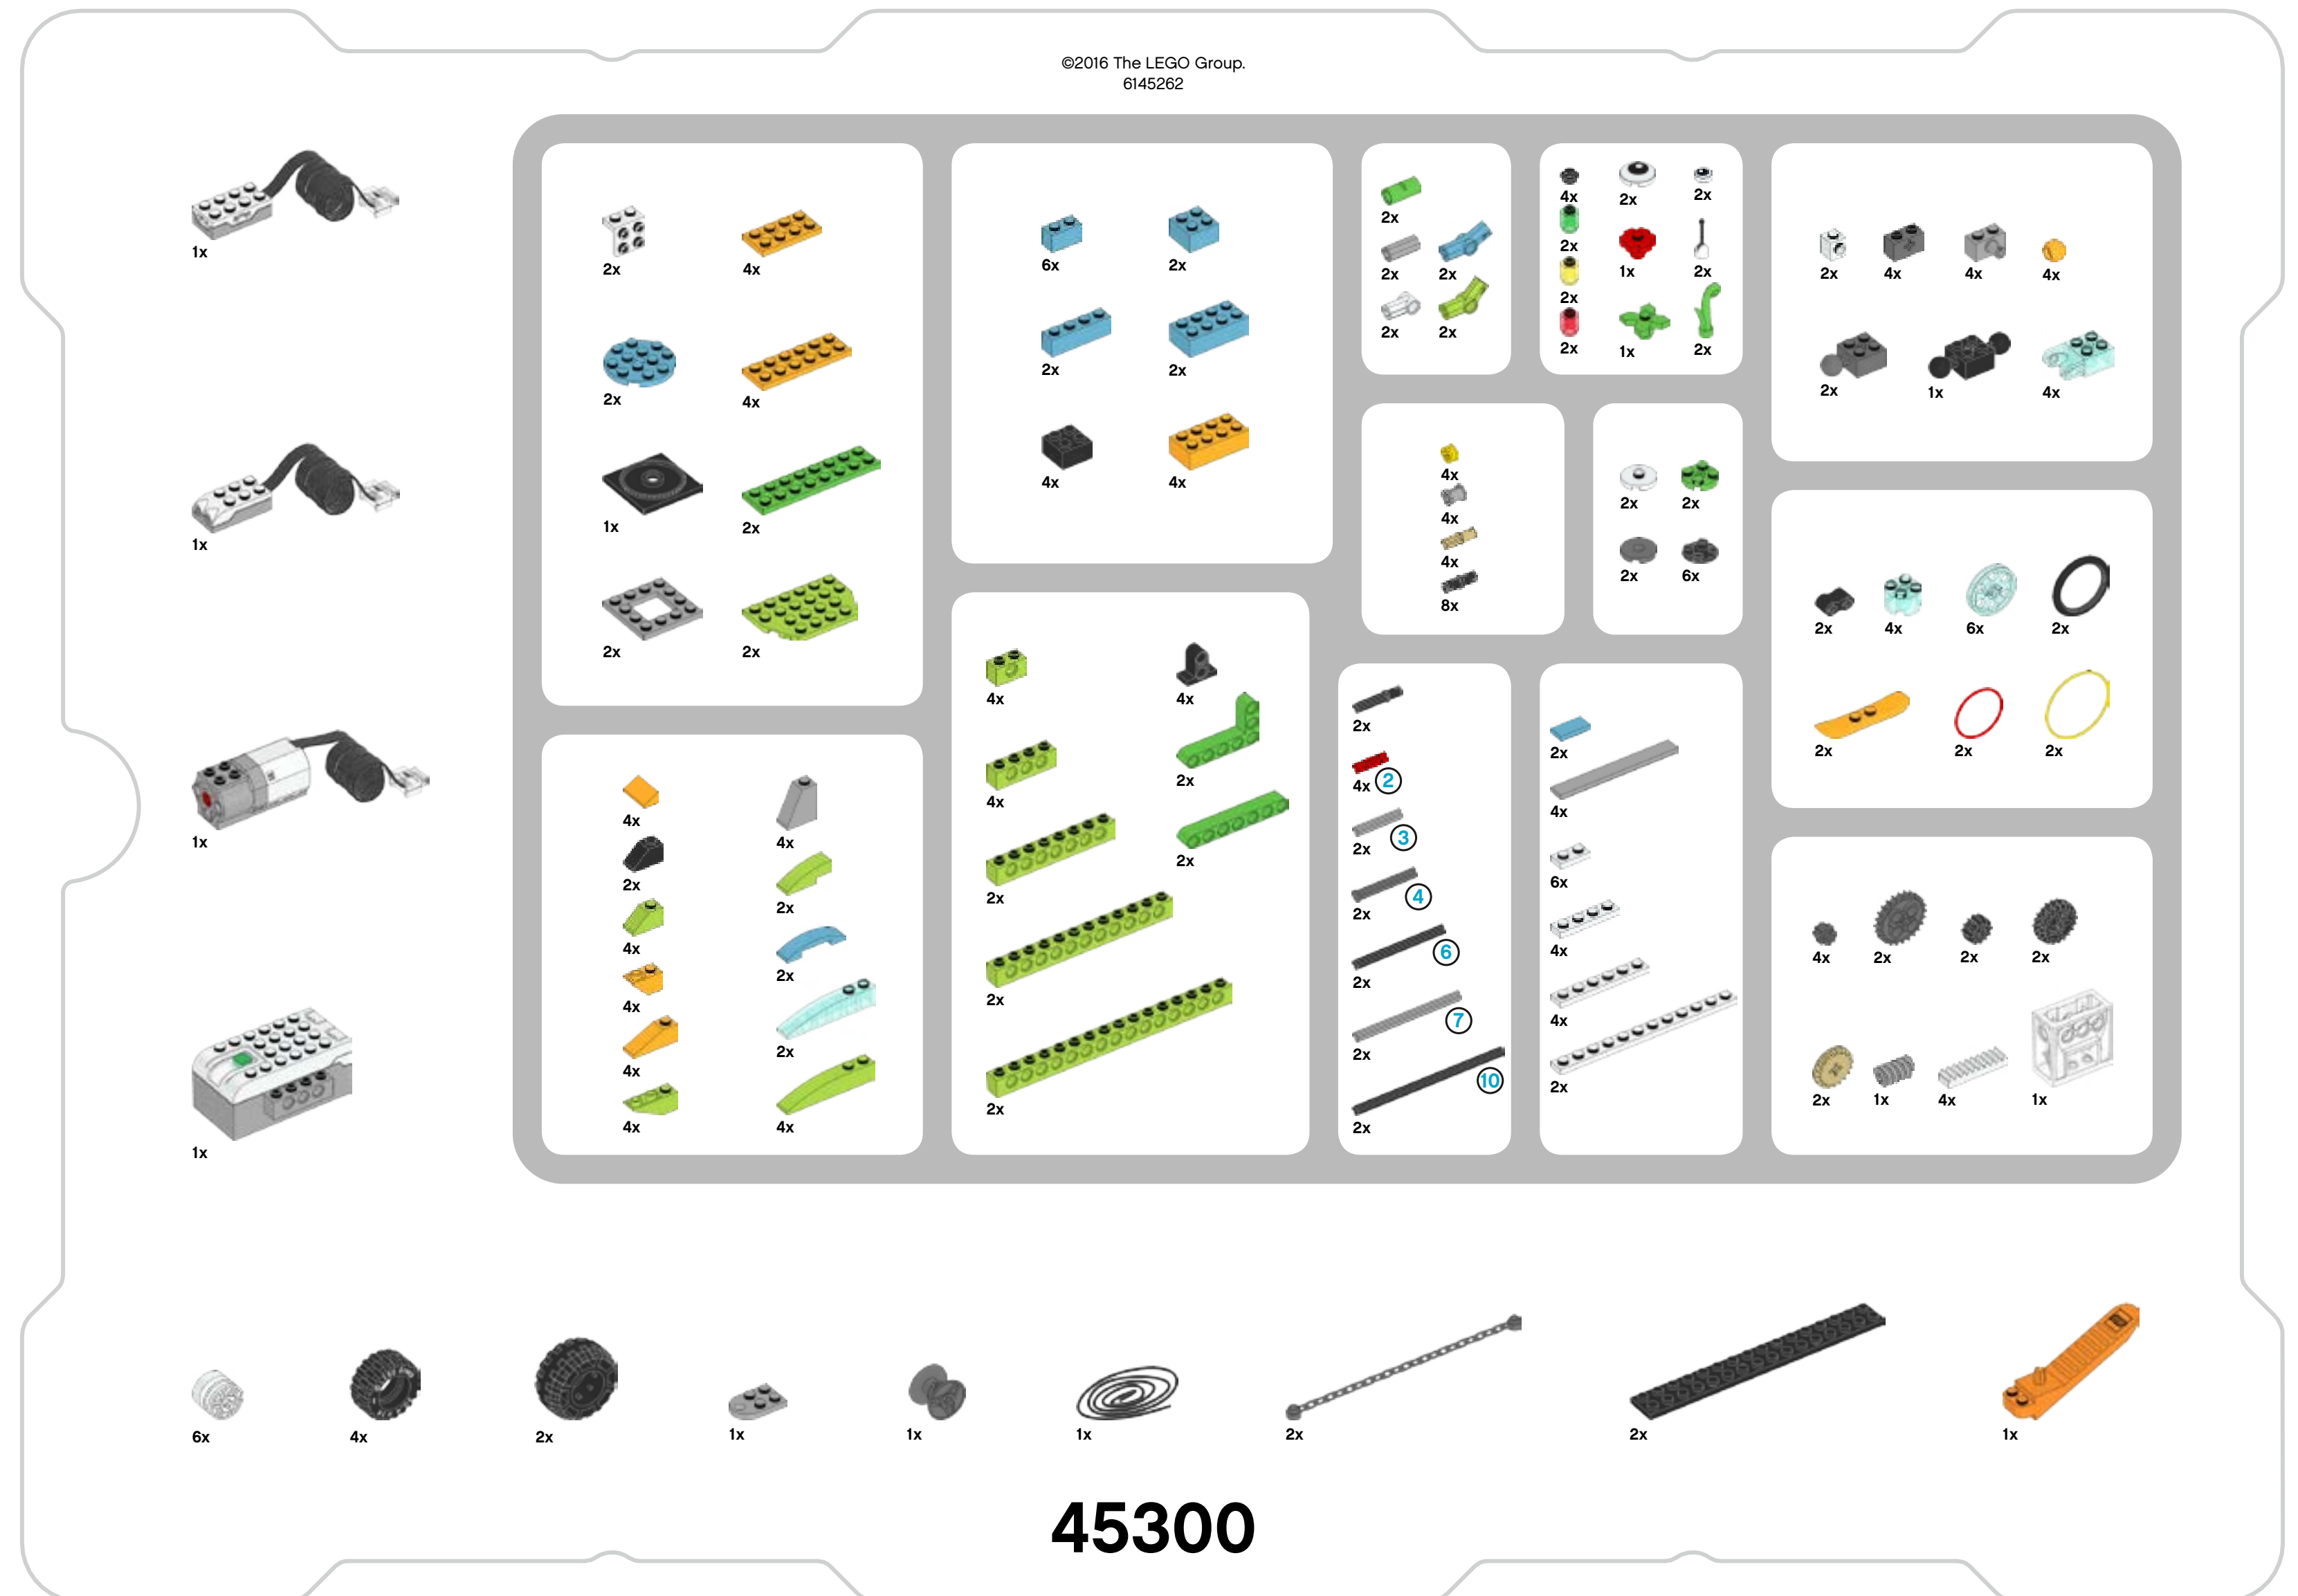 ©2016 The LEGO Group.
6145262
1x
1x
1x
1x
2x 4x
2x 4x
1x 2x
2x 2x
6x 2x
2x 2x
4x 4x
2x
2x 2x
2x 2x
4x 2x 2x
2x 1x 2x
2x
2x 1x 2x
2x 4x 4x 4x
2x 1x 4x
4x
4x
4x
8x
2x 2x
2x 6x
2x 4x 6x 2x
2x 2x 2x
4x 4x
2x 2x
4x 2x
4x 2x
4x 4x
4x 4x
4x 2x
2x 2x
2x
2x
2x
4x 2
2x 3
2x 4
2x 6
2x 7
2x 10
2x
4x
6x
4x
4x
2x
4x 2x 2x 2x
2x 1x 4x 1x
6x 4x 2x 1x 1x 1x 2x 2x 1x
45300